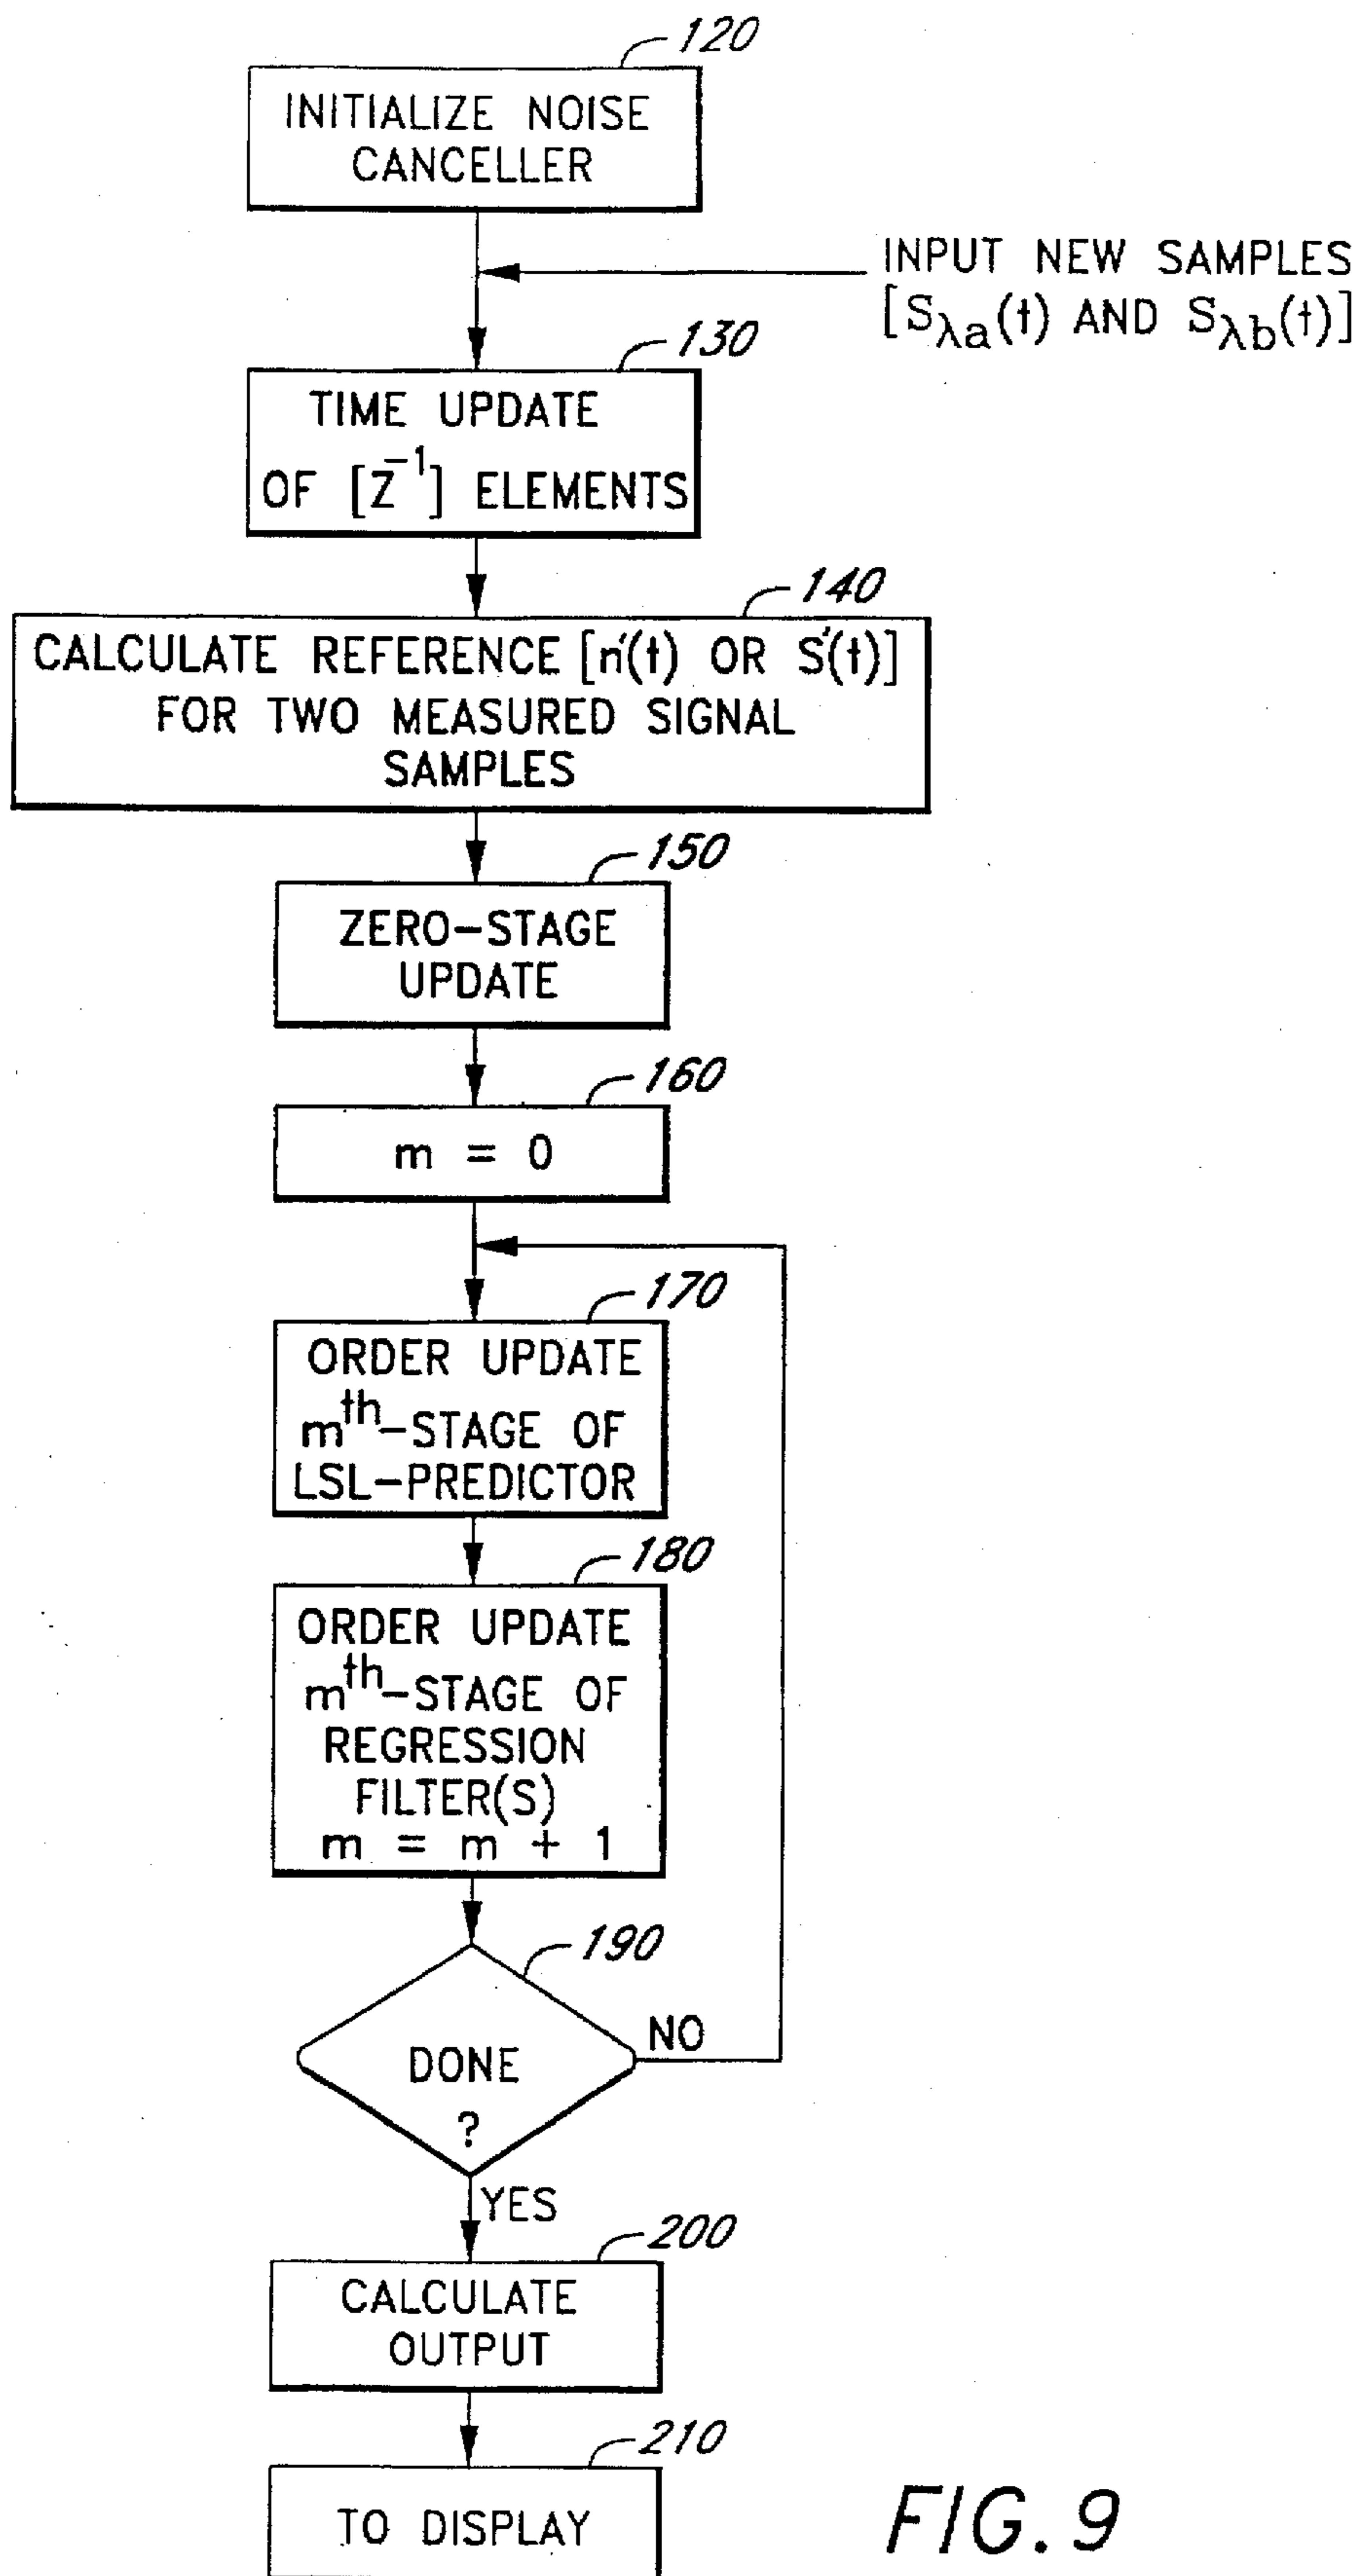 120
INITIALIZE NOISE
CANCELLER
INPUT NEW SAMPLES
[Sλa(t) AND Sλb(t)]
130
TIME UPDATE
OF [Z⁻¹] ELEMENTS
140
CALCULATE REFERENCE [n'(t) OR S'(t)]
FOR TWO MEASURED SIGNAL
SAMPLES
150
ZERO-STAGE
UPDATE
160
m = 0
170
ORDER UPDATE
mth-STAGE OF
LSL-PREDICTOR
180
ORDER UPDATE
mth-STAGE OF
REGRESSION
FILTER(S)
m = m + 1
190
NO
DONE
?
YES
200
CALCULATE
OUTPUT
210
TO DISPLAY
FIG. 9